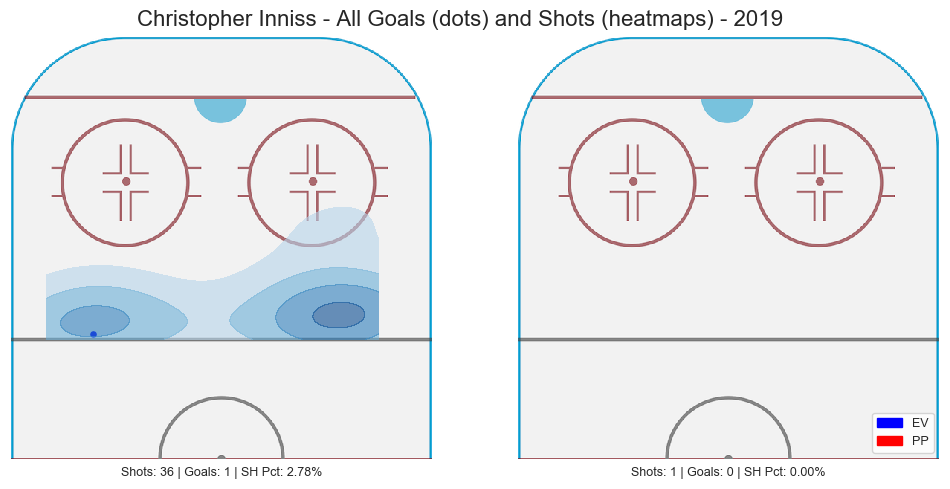 Christopher Inniss - All Goals (dots) and Shots (heatmaps) - 2019
EV
PP
Shots: 36 | Goals: 1 | SH Pct: 2.78%
Shots: 1 | Goals: 0 | SH Pct: 0.00%